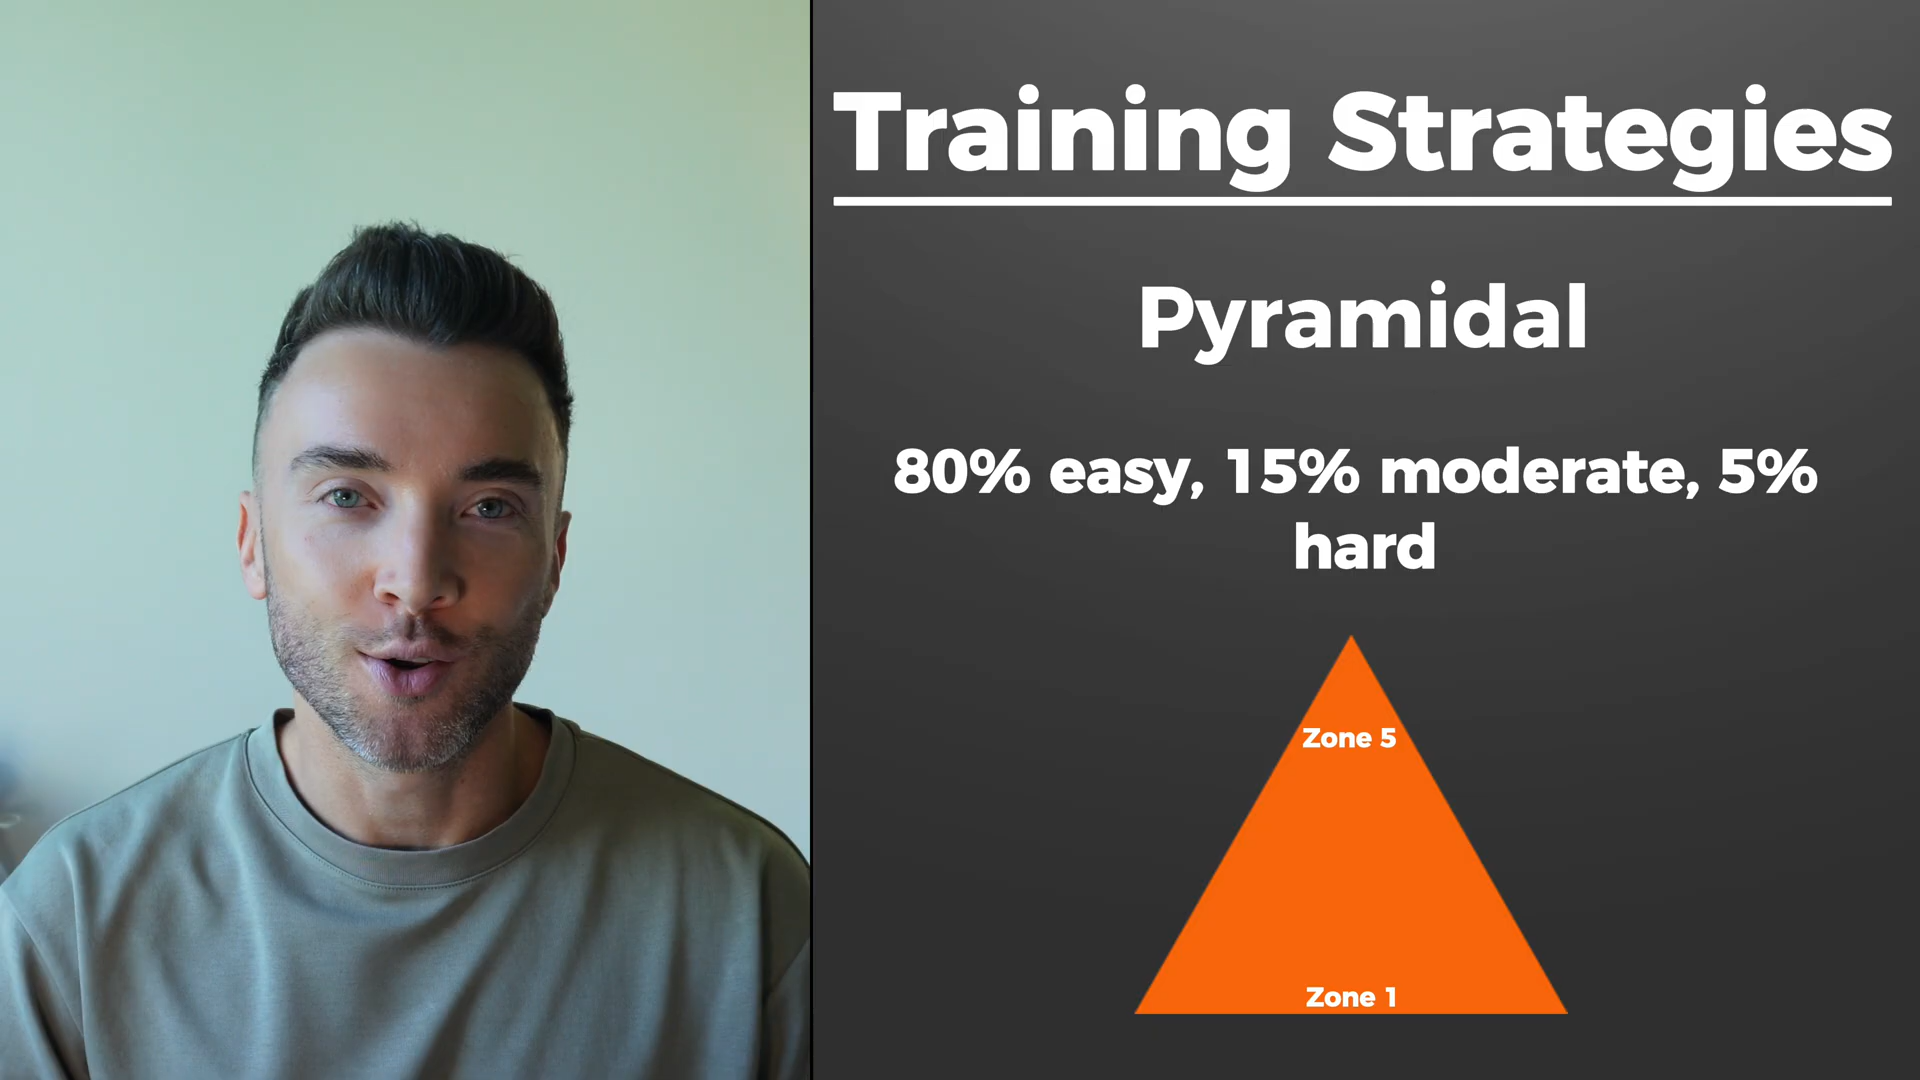 Training Strategies
Pyramidal
80% easy, 15% moderate, 5%
hard
Zone 5
Zone 1